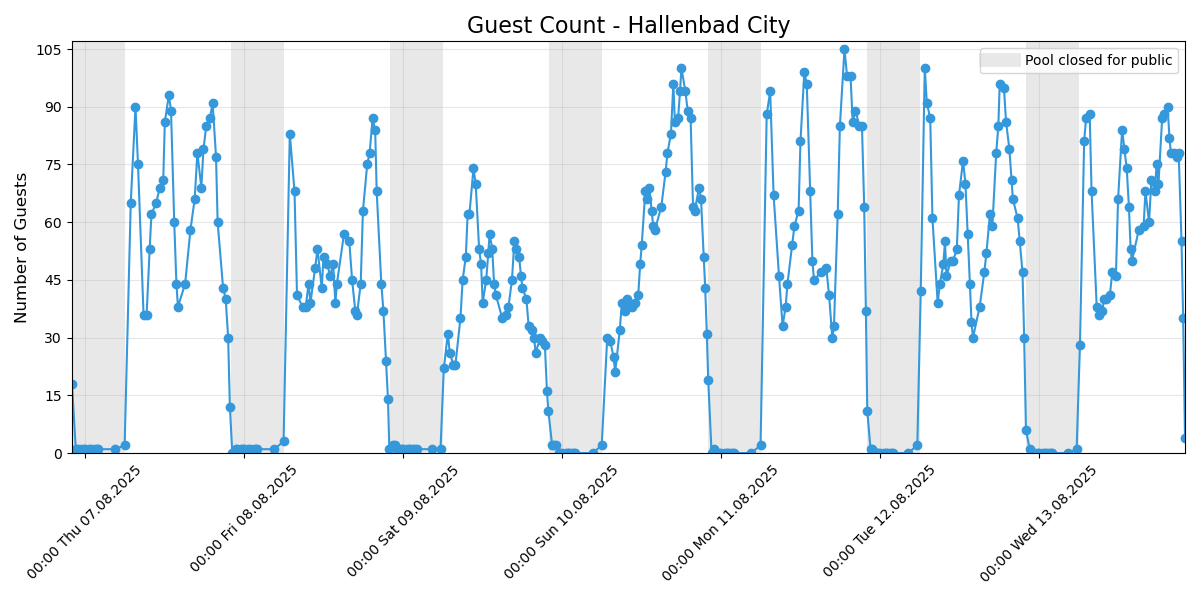 Guest Count - Hallenbad City
Number of Guests
105
90
75
60
45
30
15
0
Pool closed for public
00:00 Thu 07.08.2025
00:00 Fri 08.08.2025
00:00 Sat 09.08.2025
00:00 Sun 10.08.2025
00:00 Mon 11.08.2025
00:00 Tue 12.08.2025
00:00 Wed 13.08.2025